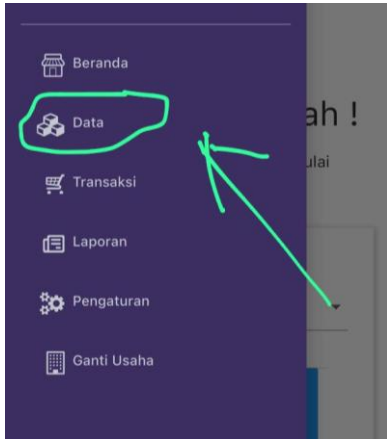 Beranda
ah !
Data
ulai
Transaksi
Laporan
Pengaturan
Ganti Usaha